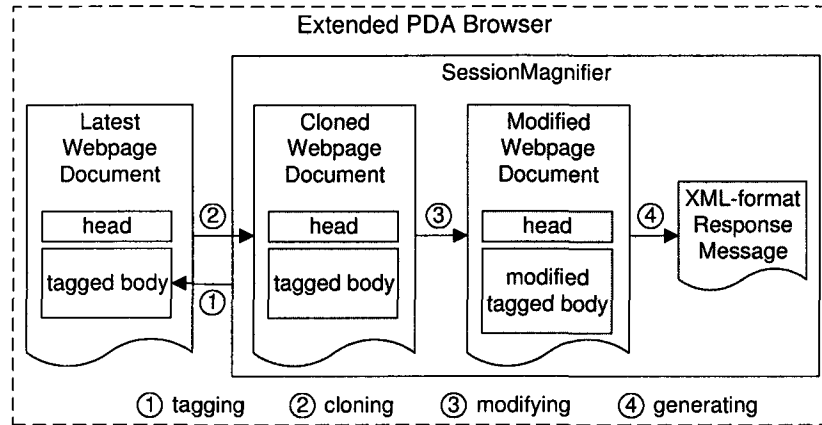 Extended PDA Browser
SessionMagnifier
Latest
Webpage
Document
head
tagged body
②
①
Cloned
Webpage
Document
head
tagged body
③
Modified
Webpage
Document
head
modified
tagged body
④
XML-format
Response
Message
① tagging ② cloning ③ modifying ④ generating